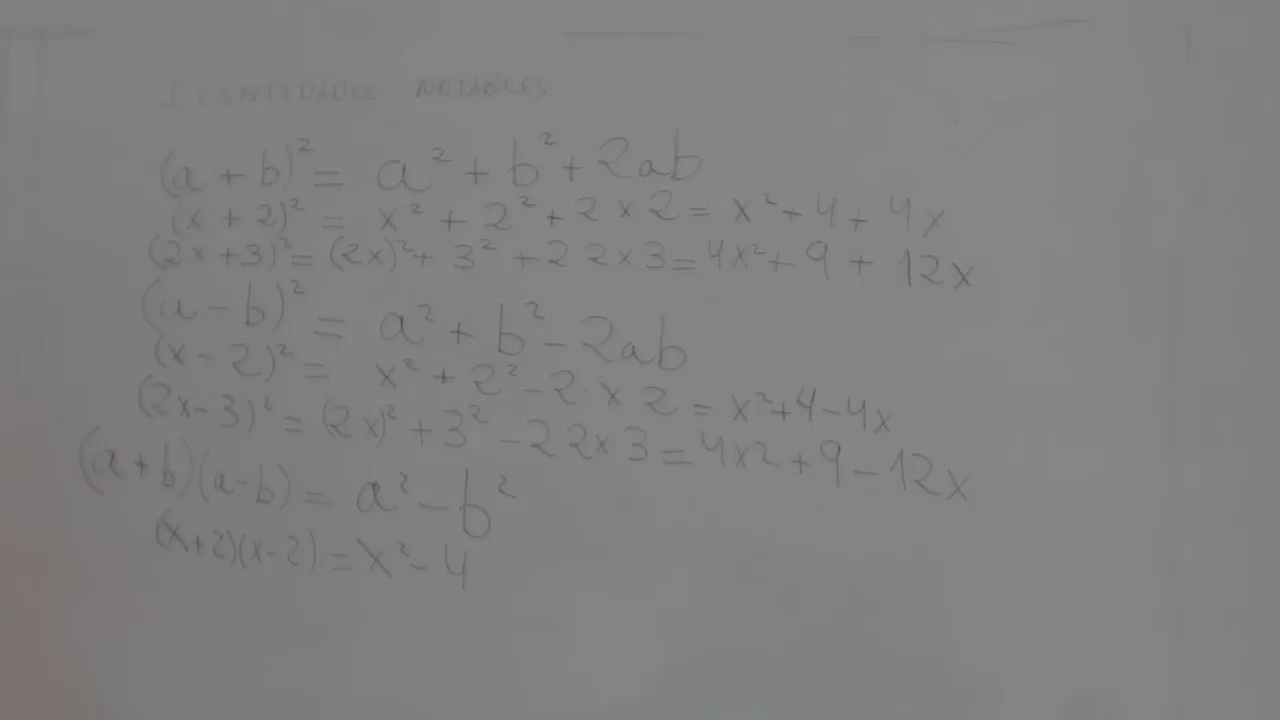 IDENTIDADES NOTABLES
(a + b)² = a² + b² + 2ab
(x + 2)² = x² + 2² + 2 x 2 = x² + 4 + 4x
(2x + 3)² = (2x)² + 3² + 2 2x 3 = 4x² + 9 + 12x
(a - b)² = a² + b² - 2ab
(x - 2)² = x² + 2² - 2 x 2 = x² + 4 - 4x
(2x - 3)² = (2x)² + 3² - 2 2x 3 = 4x2 + 9 - 12x
(a + b)(a - b) = a² - b²
(x + 2)(x - 2) = x² - 4